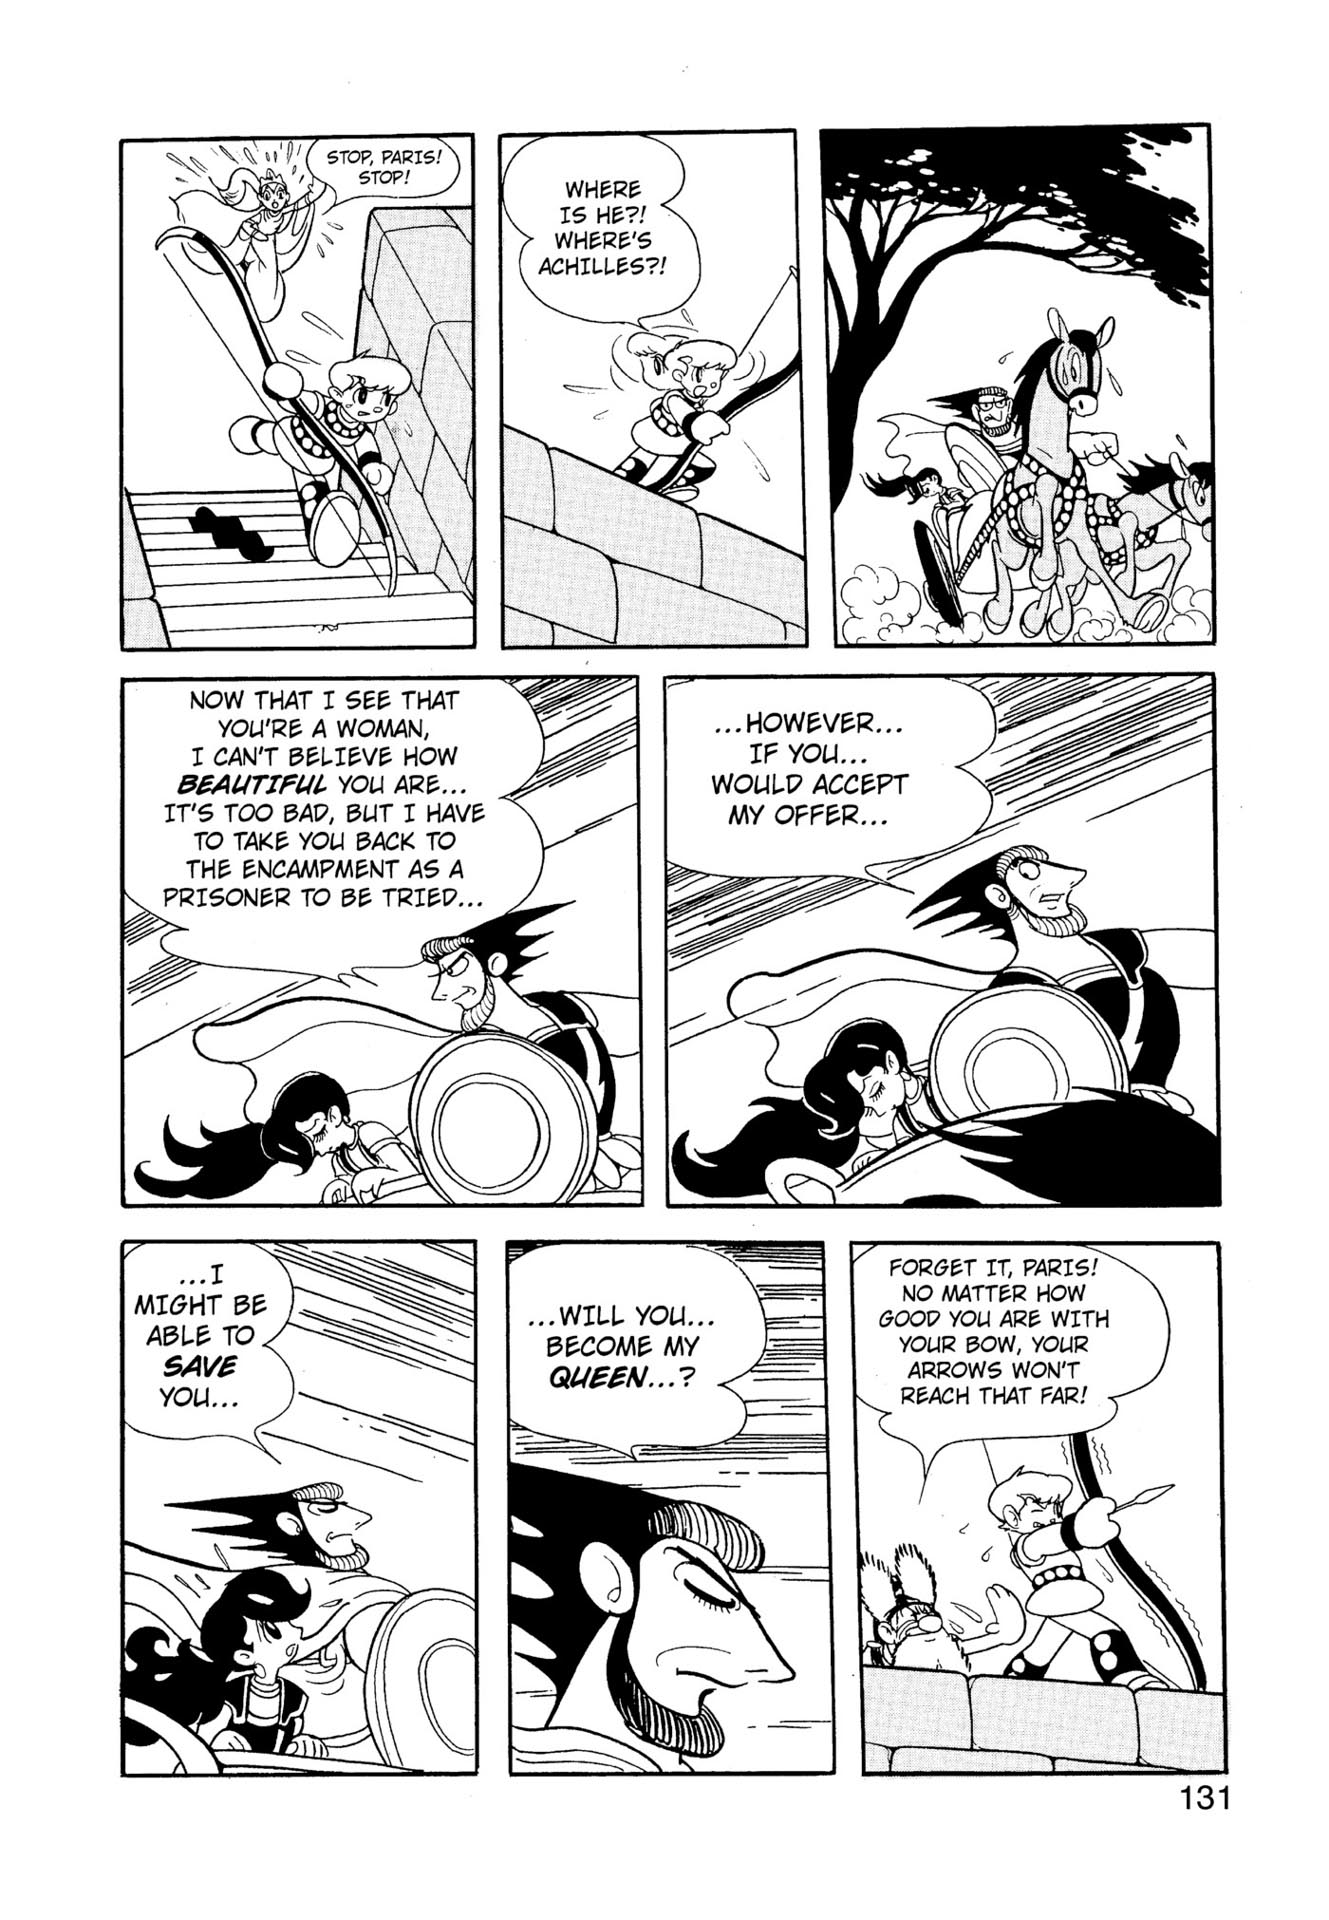 STOP, PARIS!
STOP!
WHERE
IS HE?!
WHERE'S
ACHILLES?!
NOW THAT I SEE THAT
YOU'RE A WOMAN,
I CAN'T BELIEVE HOW
BEAUTIFUL YOU ARE...
IT'S TOO BAD, BUT I HAVE
TO TAKE YOU BACK TO
THE ENCAMPMENT AS A
PRISONER TO BE TRIED...
...HOWEVER...
IF YOU...
WOULD ACCEPT
MY OFFER...
...I
MIGHT BE
ABLE TO
SAVE
YOU...
...WILL YOU...
BECOME MY
QUEEN...?
FORGET IT, PARIS!
NO MATTER HOW
GOOD YOU ARE WITH
YOUR BOW, YOUR
ARROWS WON'T
REACH THAT FAR!
131